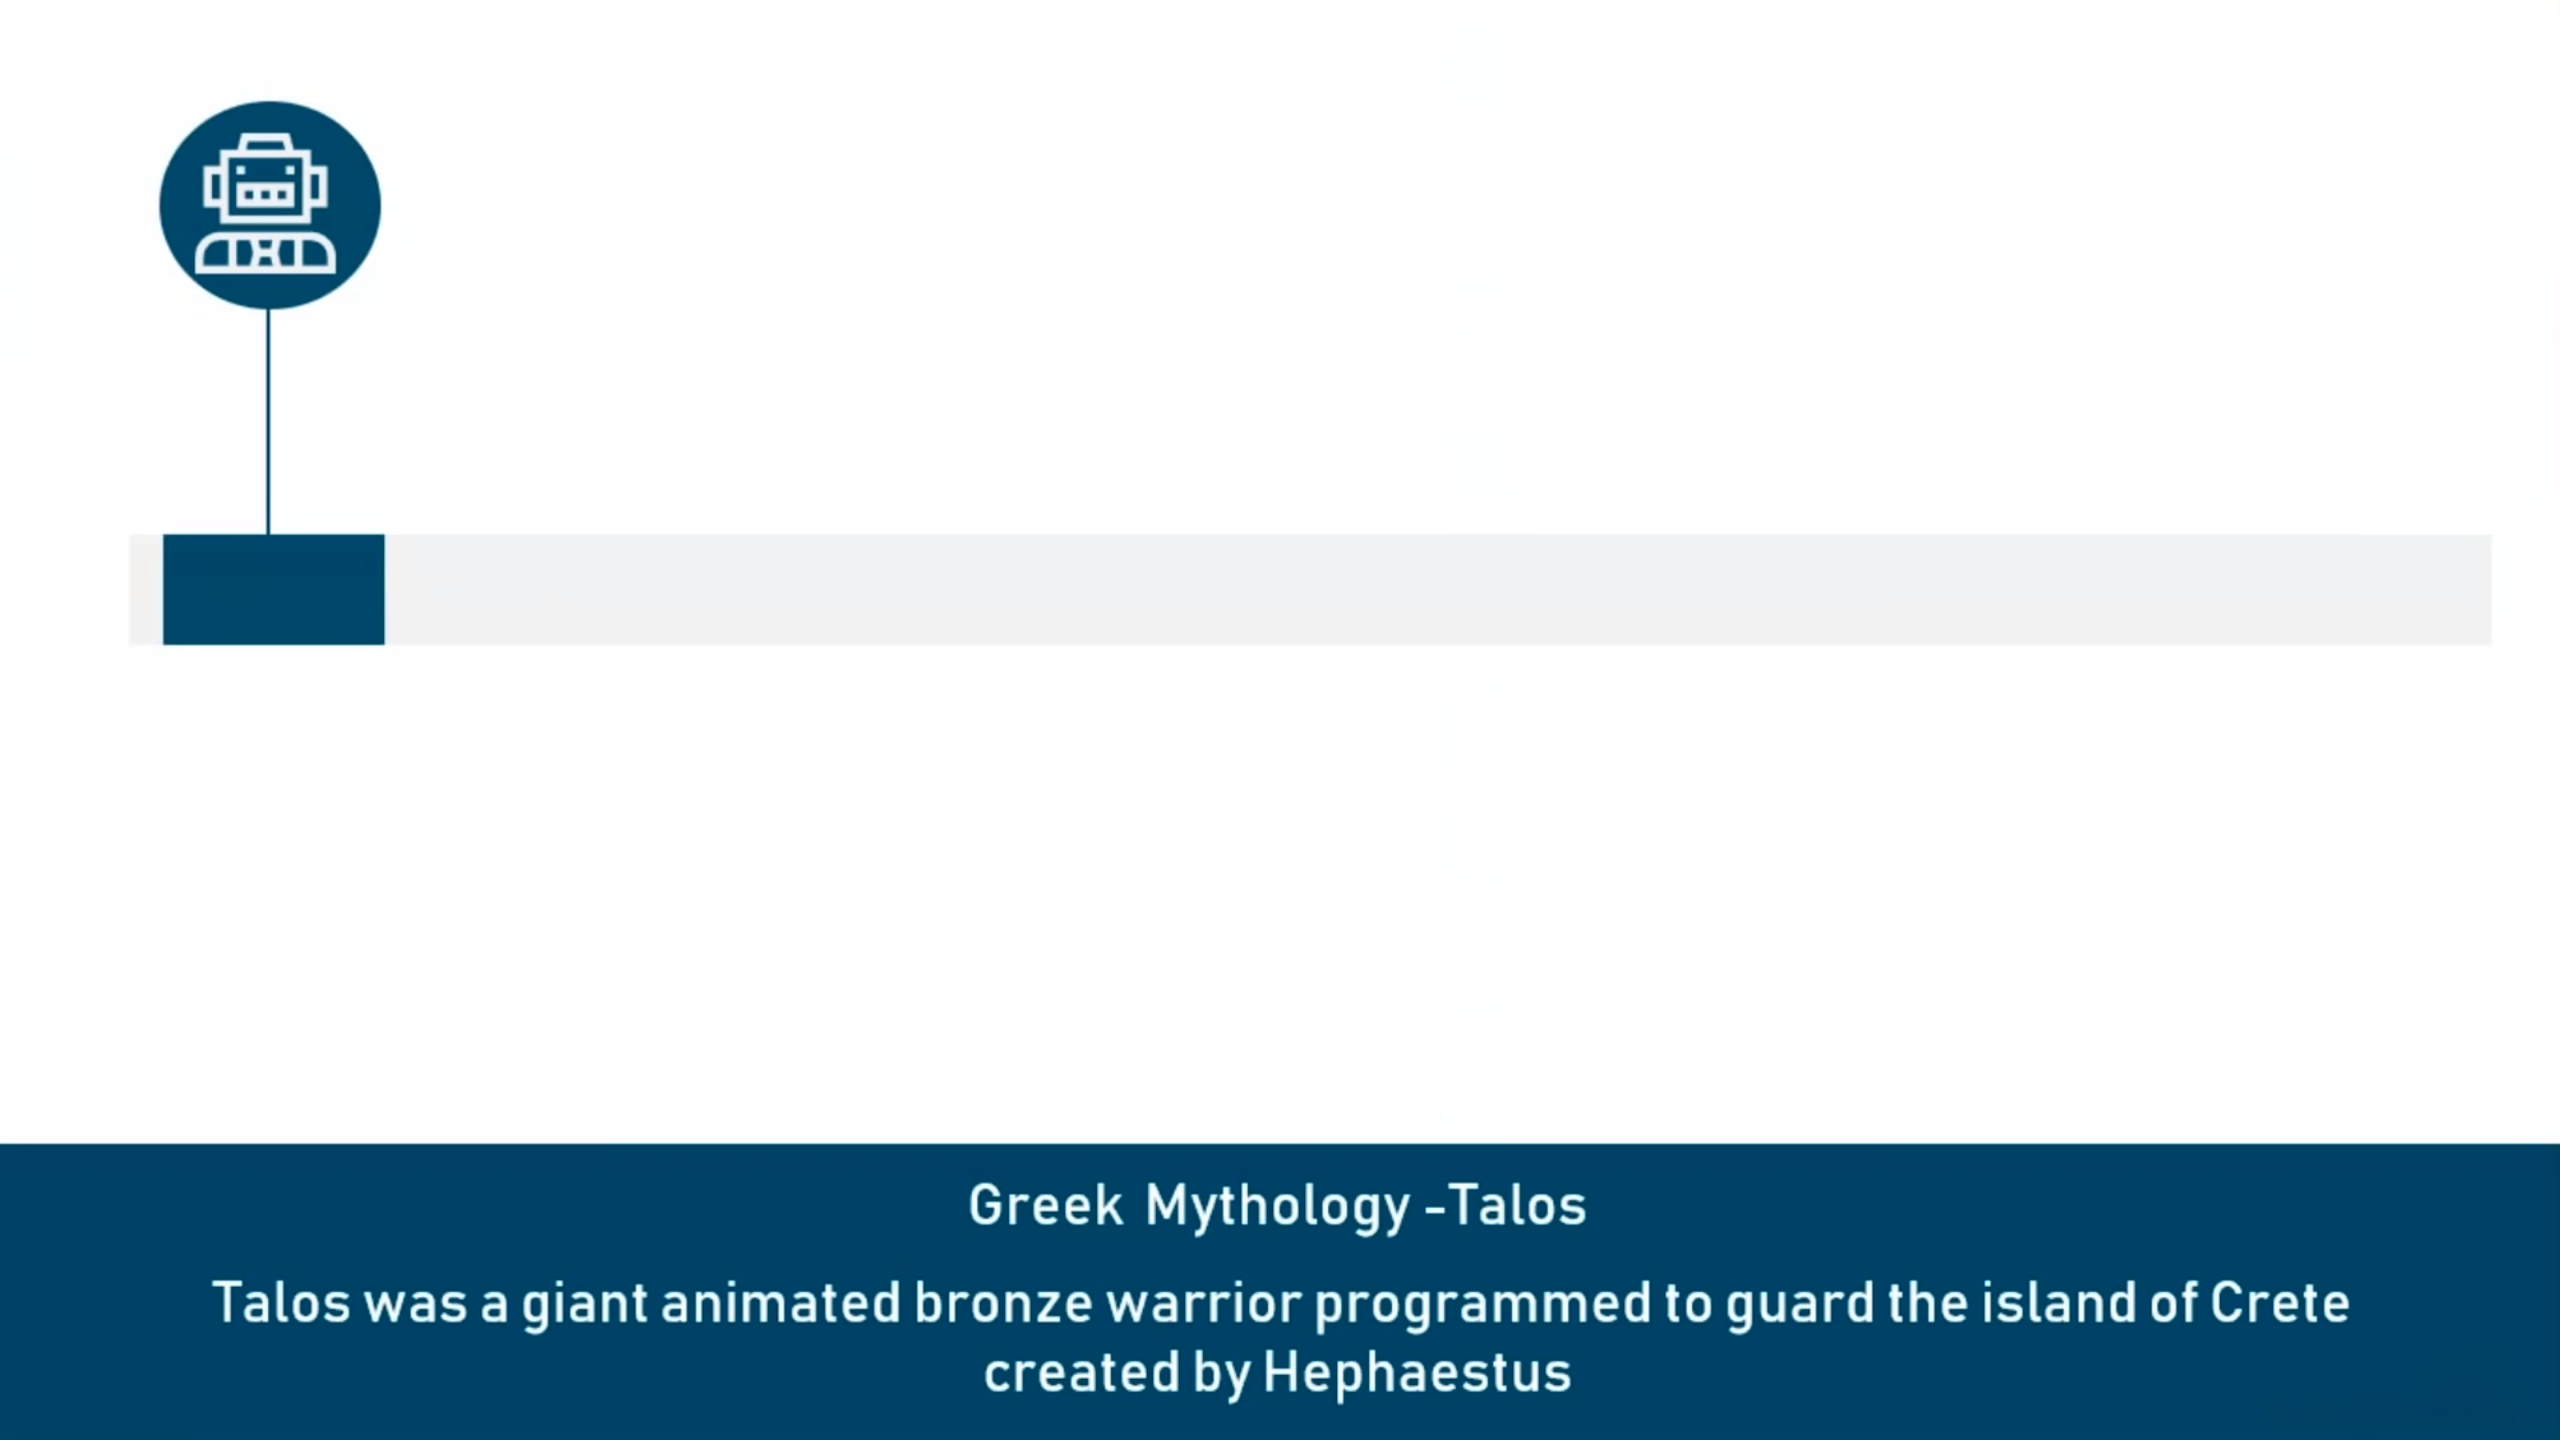 Greek Mythology -Talos
Talos was a giant animated bronze warrior programmed to guard the island of Crete
created by Hephaestus